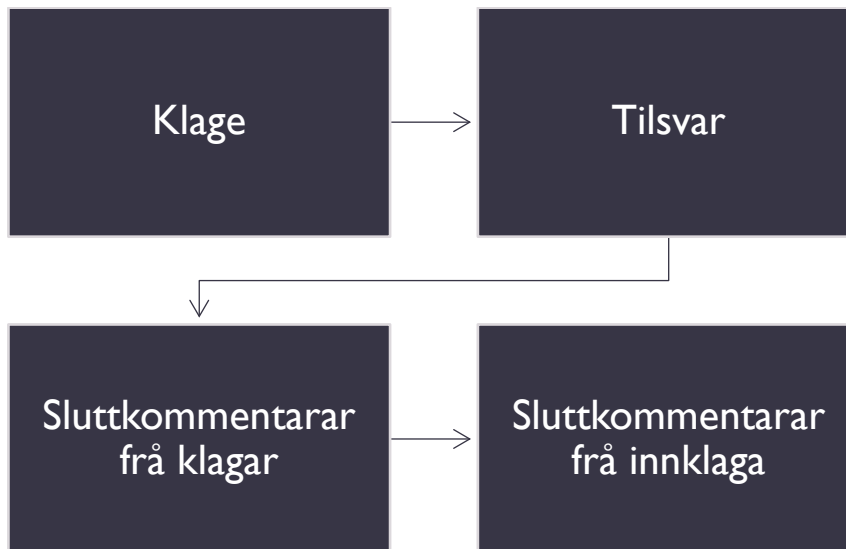 Klage
Tilsvar
Sluttkommentarar
frå klagar
Sluttkommentarar
frå innklaga